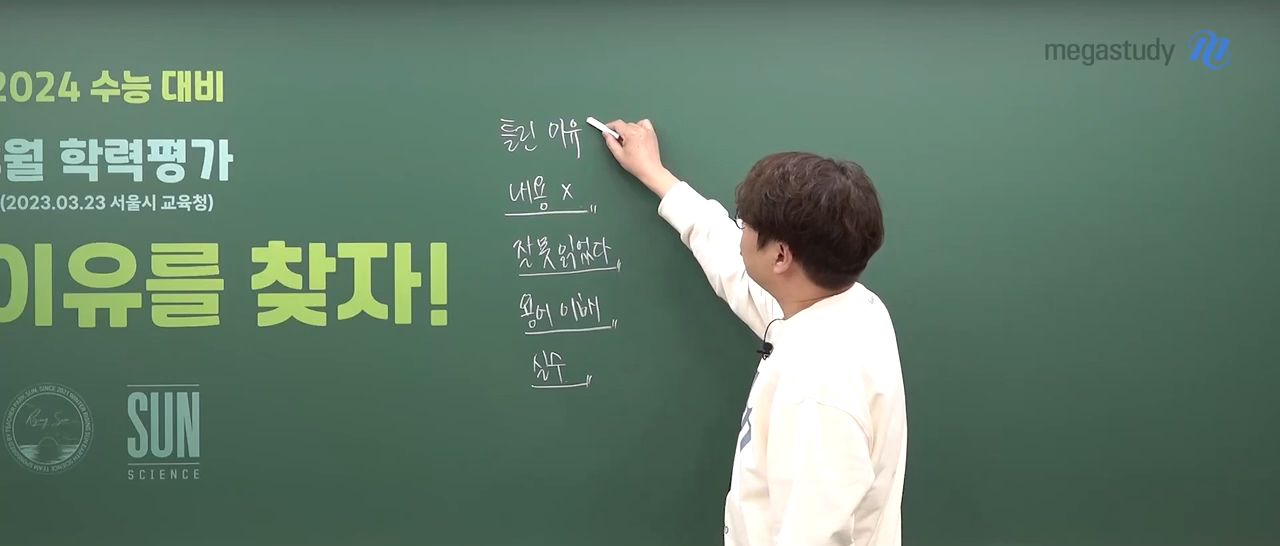 megastudy
2024 수능 대비
월 학력평가
(2023.03.23 서울시 교육청)
이유를 찾자!
SUN
SCIENCE
틀린 이유
내용 x
잘못 읽었다
용어 이해
실수